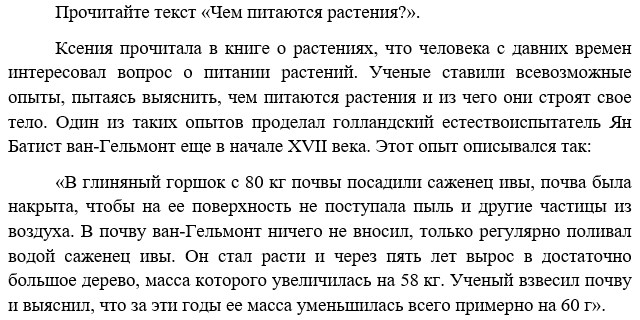 Прочитайте текст «Чем питаются растения?».
Ксения прочитала в книге о растениях, что человека с давних времен
интересовал вопрос о питании растений. Ученые ставили всевозможные
опыты, пытаясь выяснить, чем питаются растения и из чего они строят свое
тело. Один из таких опытов проделал голландский естествоиспытатель Ян
Батист ван-Гельмонт еще в начале XVII века. Этот опыт описывался так:
«В глиняный горшок с 80 кг почвы посадили саженец ивы, почва была
накрыта, чтобы на ее поверхность не поступала пыль и другие частицы из
воздуха. В почву ван-Гельмонт ничего не вносил, только регулярно поливал
водой саженец ивы. Он стал расти и через пять лет вырос в достаточно
большое дерево, масса которого увеличилась на 58 кг. Ученый взвесил почву
и выяснил, что за эти годы ее масса уменьшилась всего примерно на 60 г».